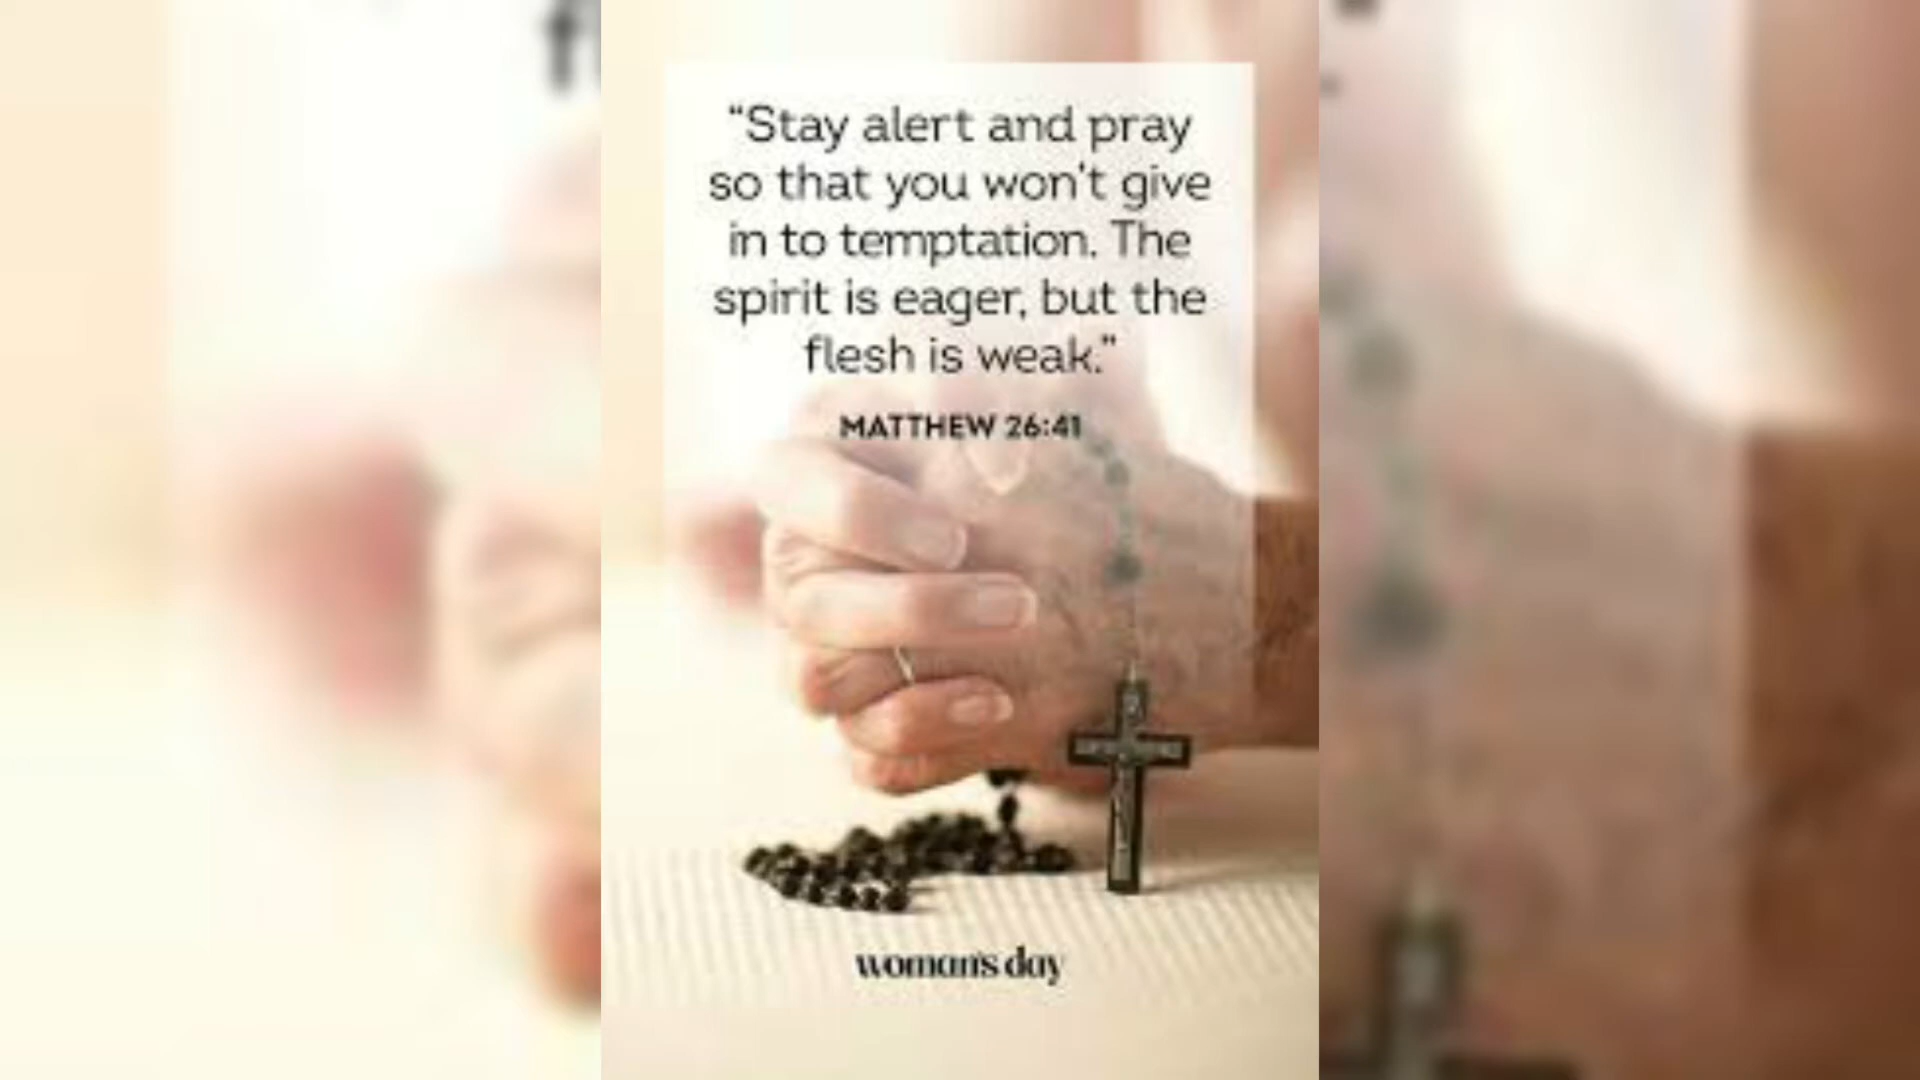 “Stay alert and pray
so that you won't give
in to temptation. The
spirit is eager, but the
flesh is weak.”
MATTHEW 26:41
woman's day